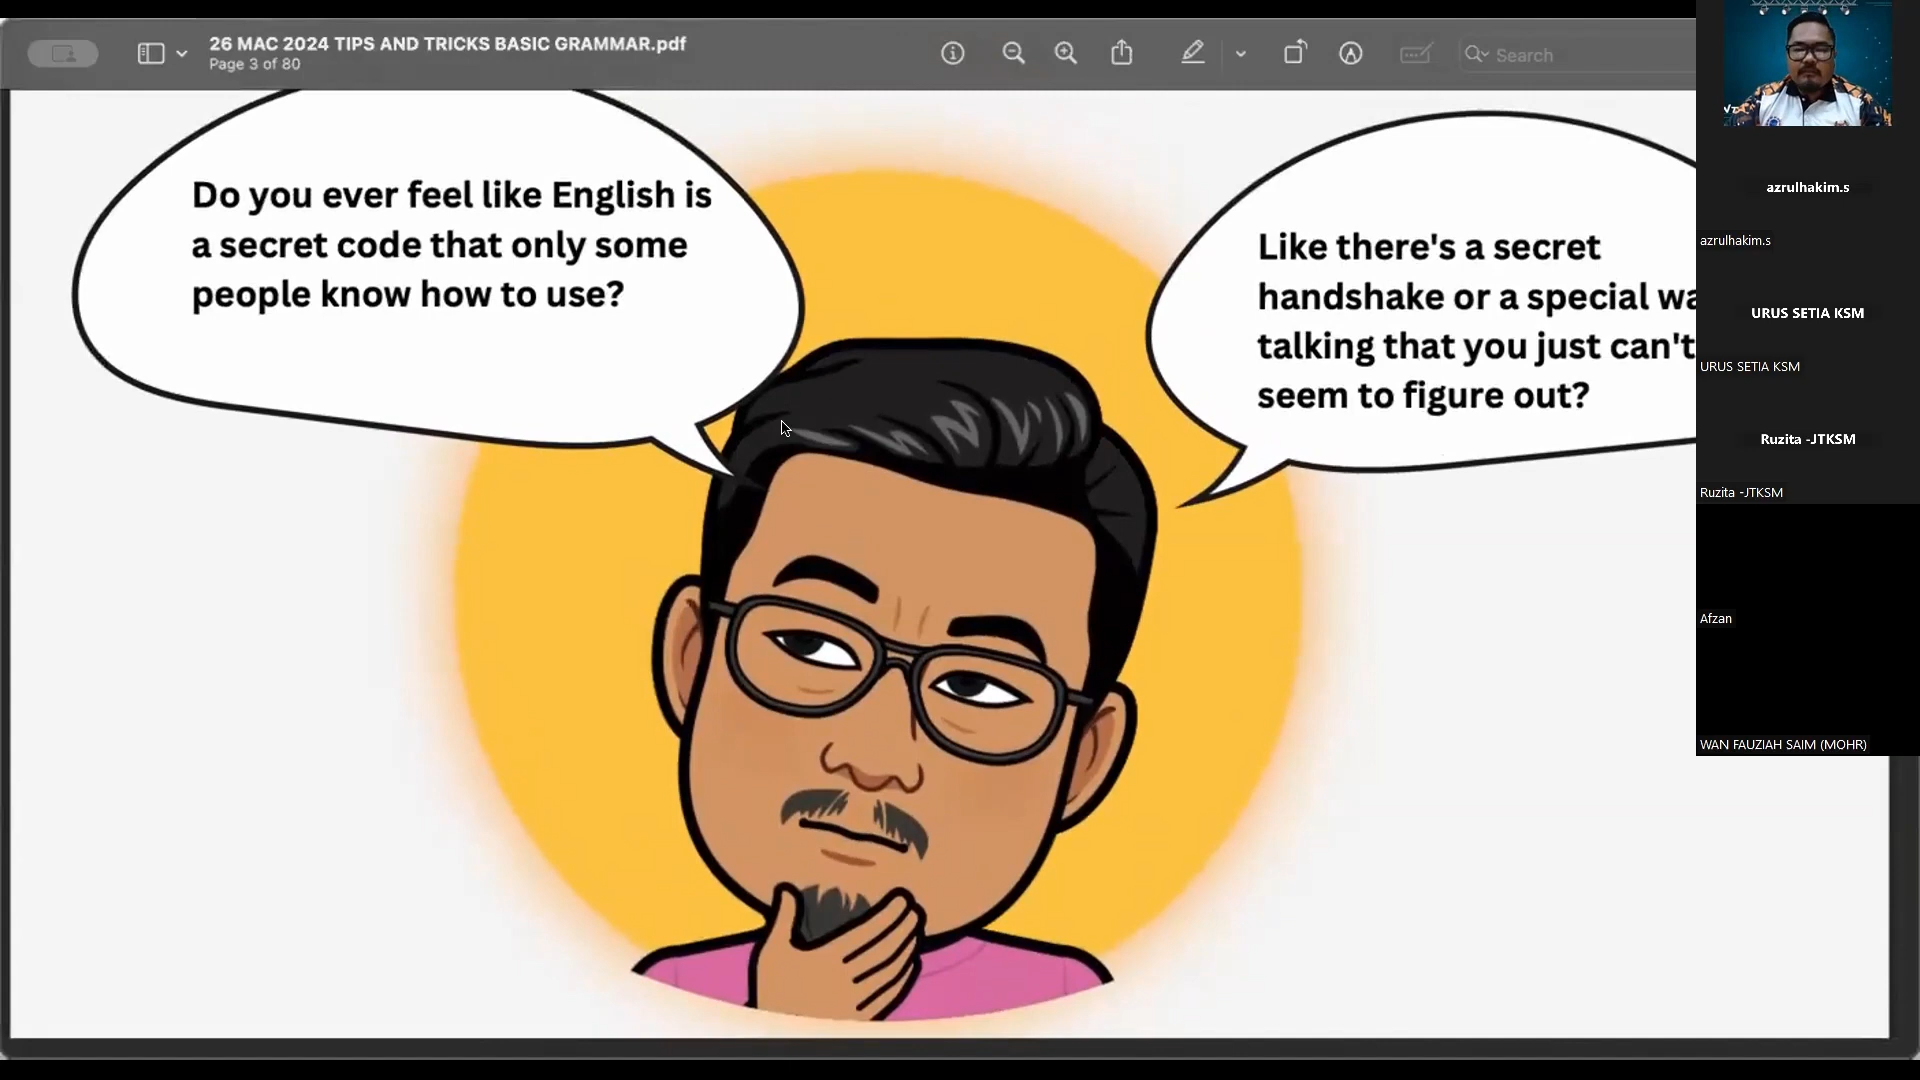 26 MAC 2024 TIPS AND TRICKS BASIC GRAMMAR.pdf
Page 3 of 80
Search
Do you ever feel like English is
a secret code that only some
people know how to use?
Like there's a secret
handshake or a special wa
talking that you just can't
seem to figure out?
azrulhakim.s
azrulhakim.s
URUS SETIA KSM
URUS SETIA KSM
Ruzita -JTKSM
Ruzita -JTKSM
Afzan
WAN FAUZIAH SAIM (MOHR)